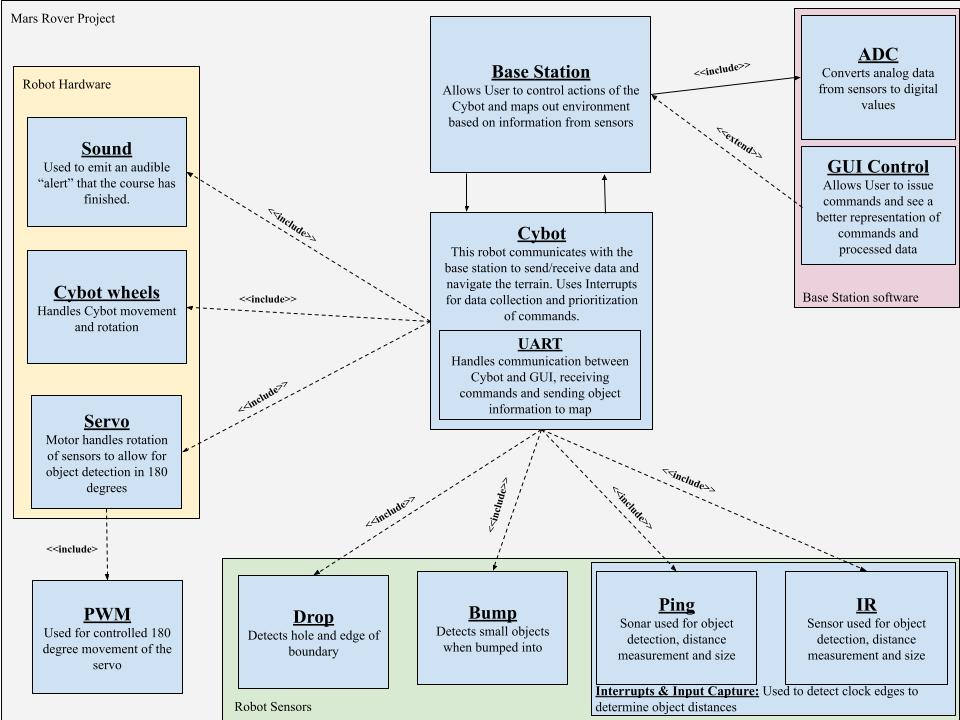 Mars Rover Project
Robot Hardware
Sound
Used to emit an audible
“alert” that the course has
finished.
Cybot wheels
Handles Cybot movement
and rotation
Servo
Motor handles rotation
of sensors to allow for
object detection in 180
degrees
<<include>
PWM
Used for controlled 180
degree movement of the
servo
<<include>>
<<include>>
<<include>>
Base Station
Allows User to control actions of the
Cybot and maps out environment
based on information from sensors
Cybot
This robot communicates with the
base station to send/receive data and
navigate the terrain. Uses Interrupts
for data collection and prioritization
of commands.
UART
Handles communication between
Cybot and GUI, receiving
commands and sending object
information to map
<<include>>
<<extend>>
ADC
Converts analog data
from sensors to digital
values
GUI Control
Allows User to issue
commands and see a
better representation of
commands and
processed data
Base Station software
<<include>>
<<include>>
<<include>>
<<include>>
Drop
Detects hole and edge of
boundary
Bump
Detects small objects
when bumped into
Ping
Sonar used for object
detection, distance
measurement and size
IR
Sensor used for object
detection, distance
measurement and size
Interrupts & Input Capture: Used to detect clock edges to
determine object distances
Robot Sensors